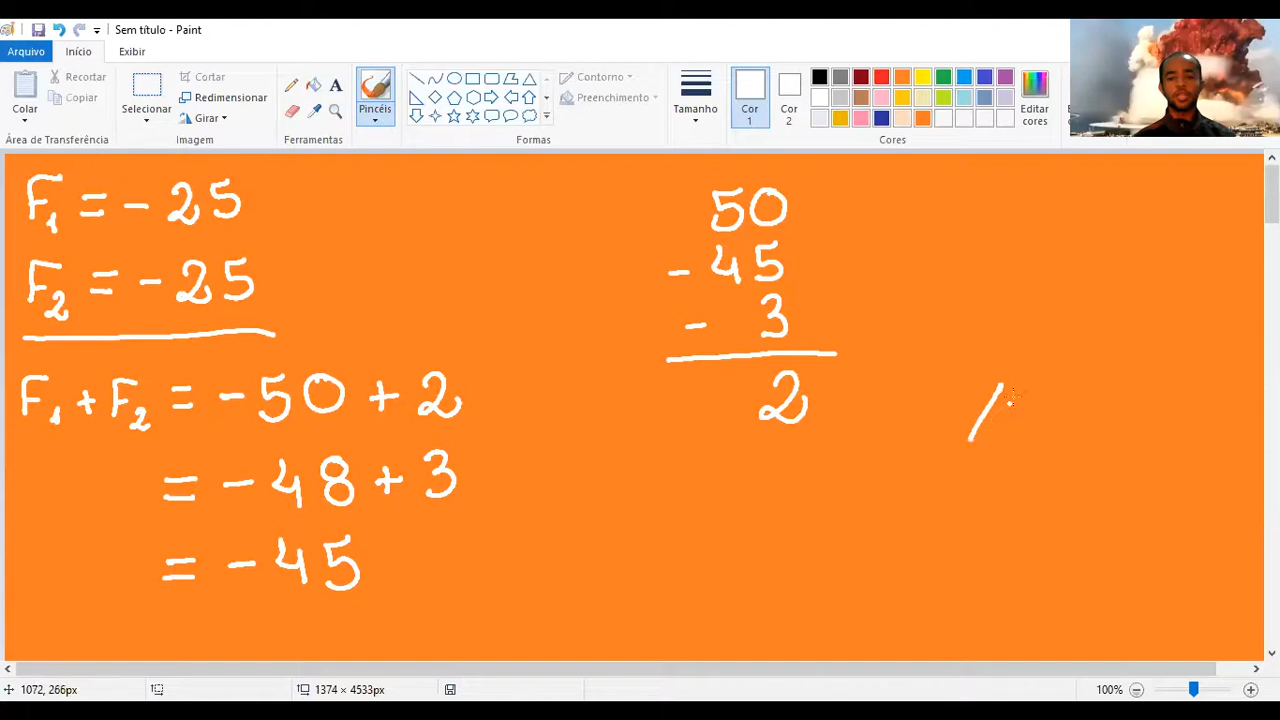 Sem título - Paint
Arquivo Início Exibir
Colar
Recortar
Copiar
Área de Transferência
Selecionar
Cortar
Redimensionar
Girar
Imagem
A
Ferramentas
Pincéis
Contorno
Preenchimento
Formas
Tamanho
Cor 1
Cor 2
Editar cores
Cores
F1 = - 25
F2 = - 25
F1 + F2 = - 50 + 2
= - 48 + 3
= - 45
50
- 45
- 3
2
1072, 266px
1374 × 4533px
100%